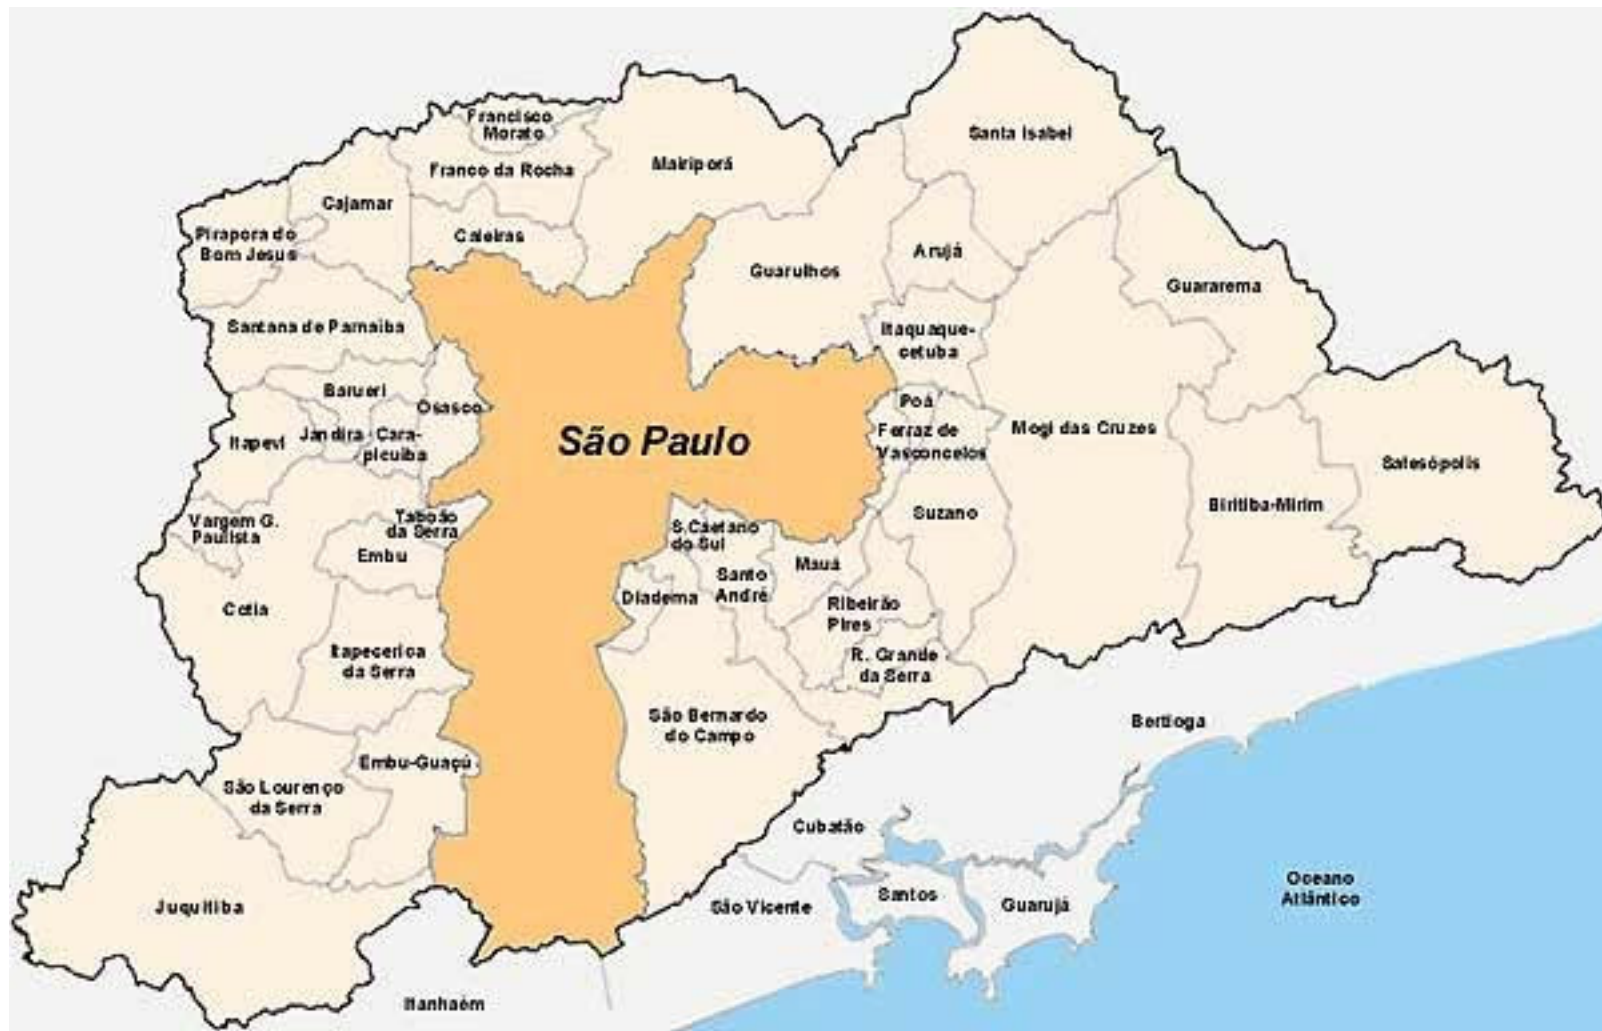 Francisco
Morato
Santa Isabel
Mairiporã
Franco da Rocha
Cajamar
Pirapora do
Bom Jesus
Caieiras
Arujá
Guarulhos
Guararema
Santana de Parnaíba
Itaquaque-
cetuba
Barueri
Osasco
Poá
Itapevi
Jandira
Cara-
picuíba
São Paulo
Ferraz de
Vasconcelos
Mogi das Cruzes
Salesópolis
Biritiba-Mirim
Suzano
Vargem G.
Paulista
Taboão
da Serra
S.Caetano
do Sul
Embu
Mauá
Santo
André
Diadema
Cotia
Ribeirão
Pires
Itapecerica
da Serra
R. Grande
da Serra
São Bernardo
do Campo
Bertioga
Embu-Guaçú
São Lourenço
da Serra
Cubatão
Juquitiba
São Vicente
Santos
Guarujá
Oceano
Atlântico
Itanhaém